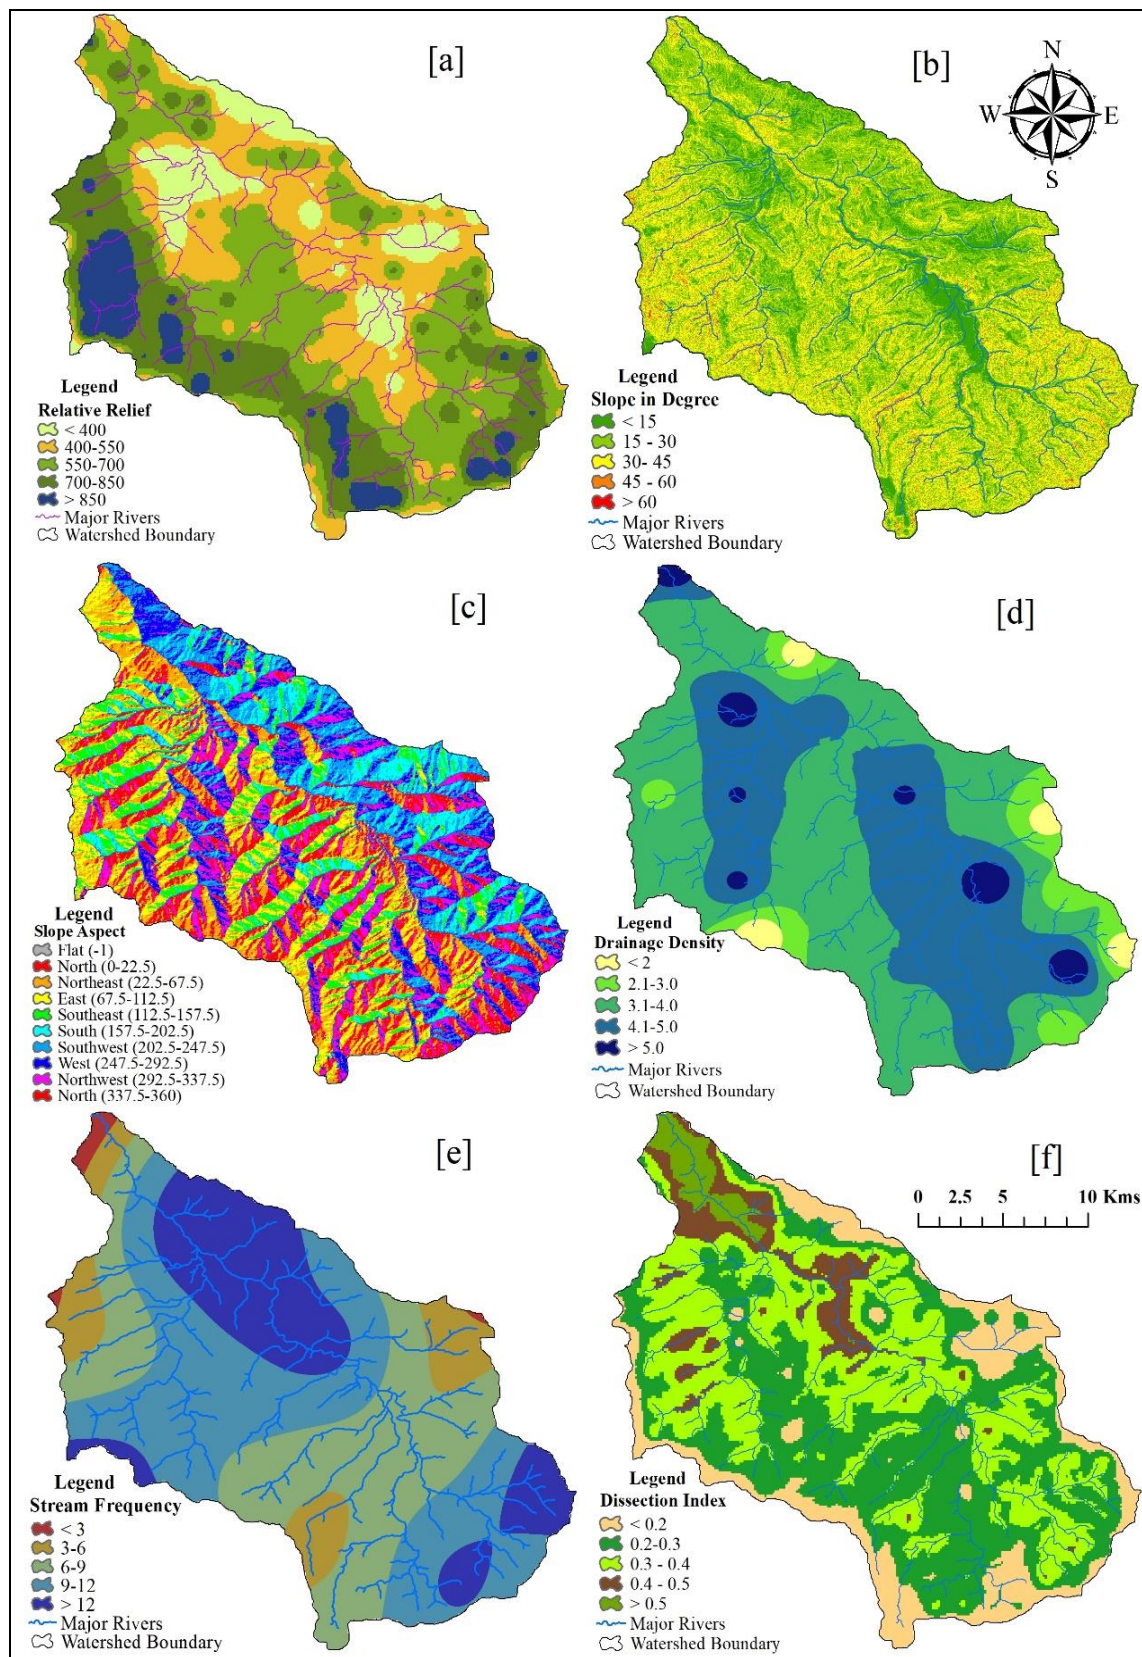 [a]
Legend
Relative Relief
< 400
400-550
550-700
700-850
> 850
Major Rivers
Watershed Boundary
[b]
N
W E
S
Legend
Slope in Degree
< 15
15 - 30
30- 45
45 - 60
> 60
Major Rivers
Watershed Boundary
[c]
Legend
Slope Aspect
Flat (-1)
North (0-22.5)
Northeast (22.5-67.5)
East (67.5-112.5)
Southeast (112.5-157.5)
South (157.5-202.5)
Southwest (202.5-247.5)
West (247.5-292.5)
Northwest (292.5-337.5)
North (337.5-360)
[d]
Legend
Drainage Density
< 2
2.1-3.0
3.1-4.0
4.1-5.0
> 5.0
Major Rivers
Watershed Boundary
[e]
Legend
Stream Frequency
< 3
3-6
6-9
9-12
> 12
Major Rivers
Watershed Boundary
[f]
0 2.5 5 10 Kms
Legend
Dissection Index
< 0.2
0.2-0.3
0.3 - 0.4
0.4 - 0.5
> 0.5
Major Rivers
Watershed Boundary